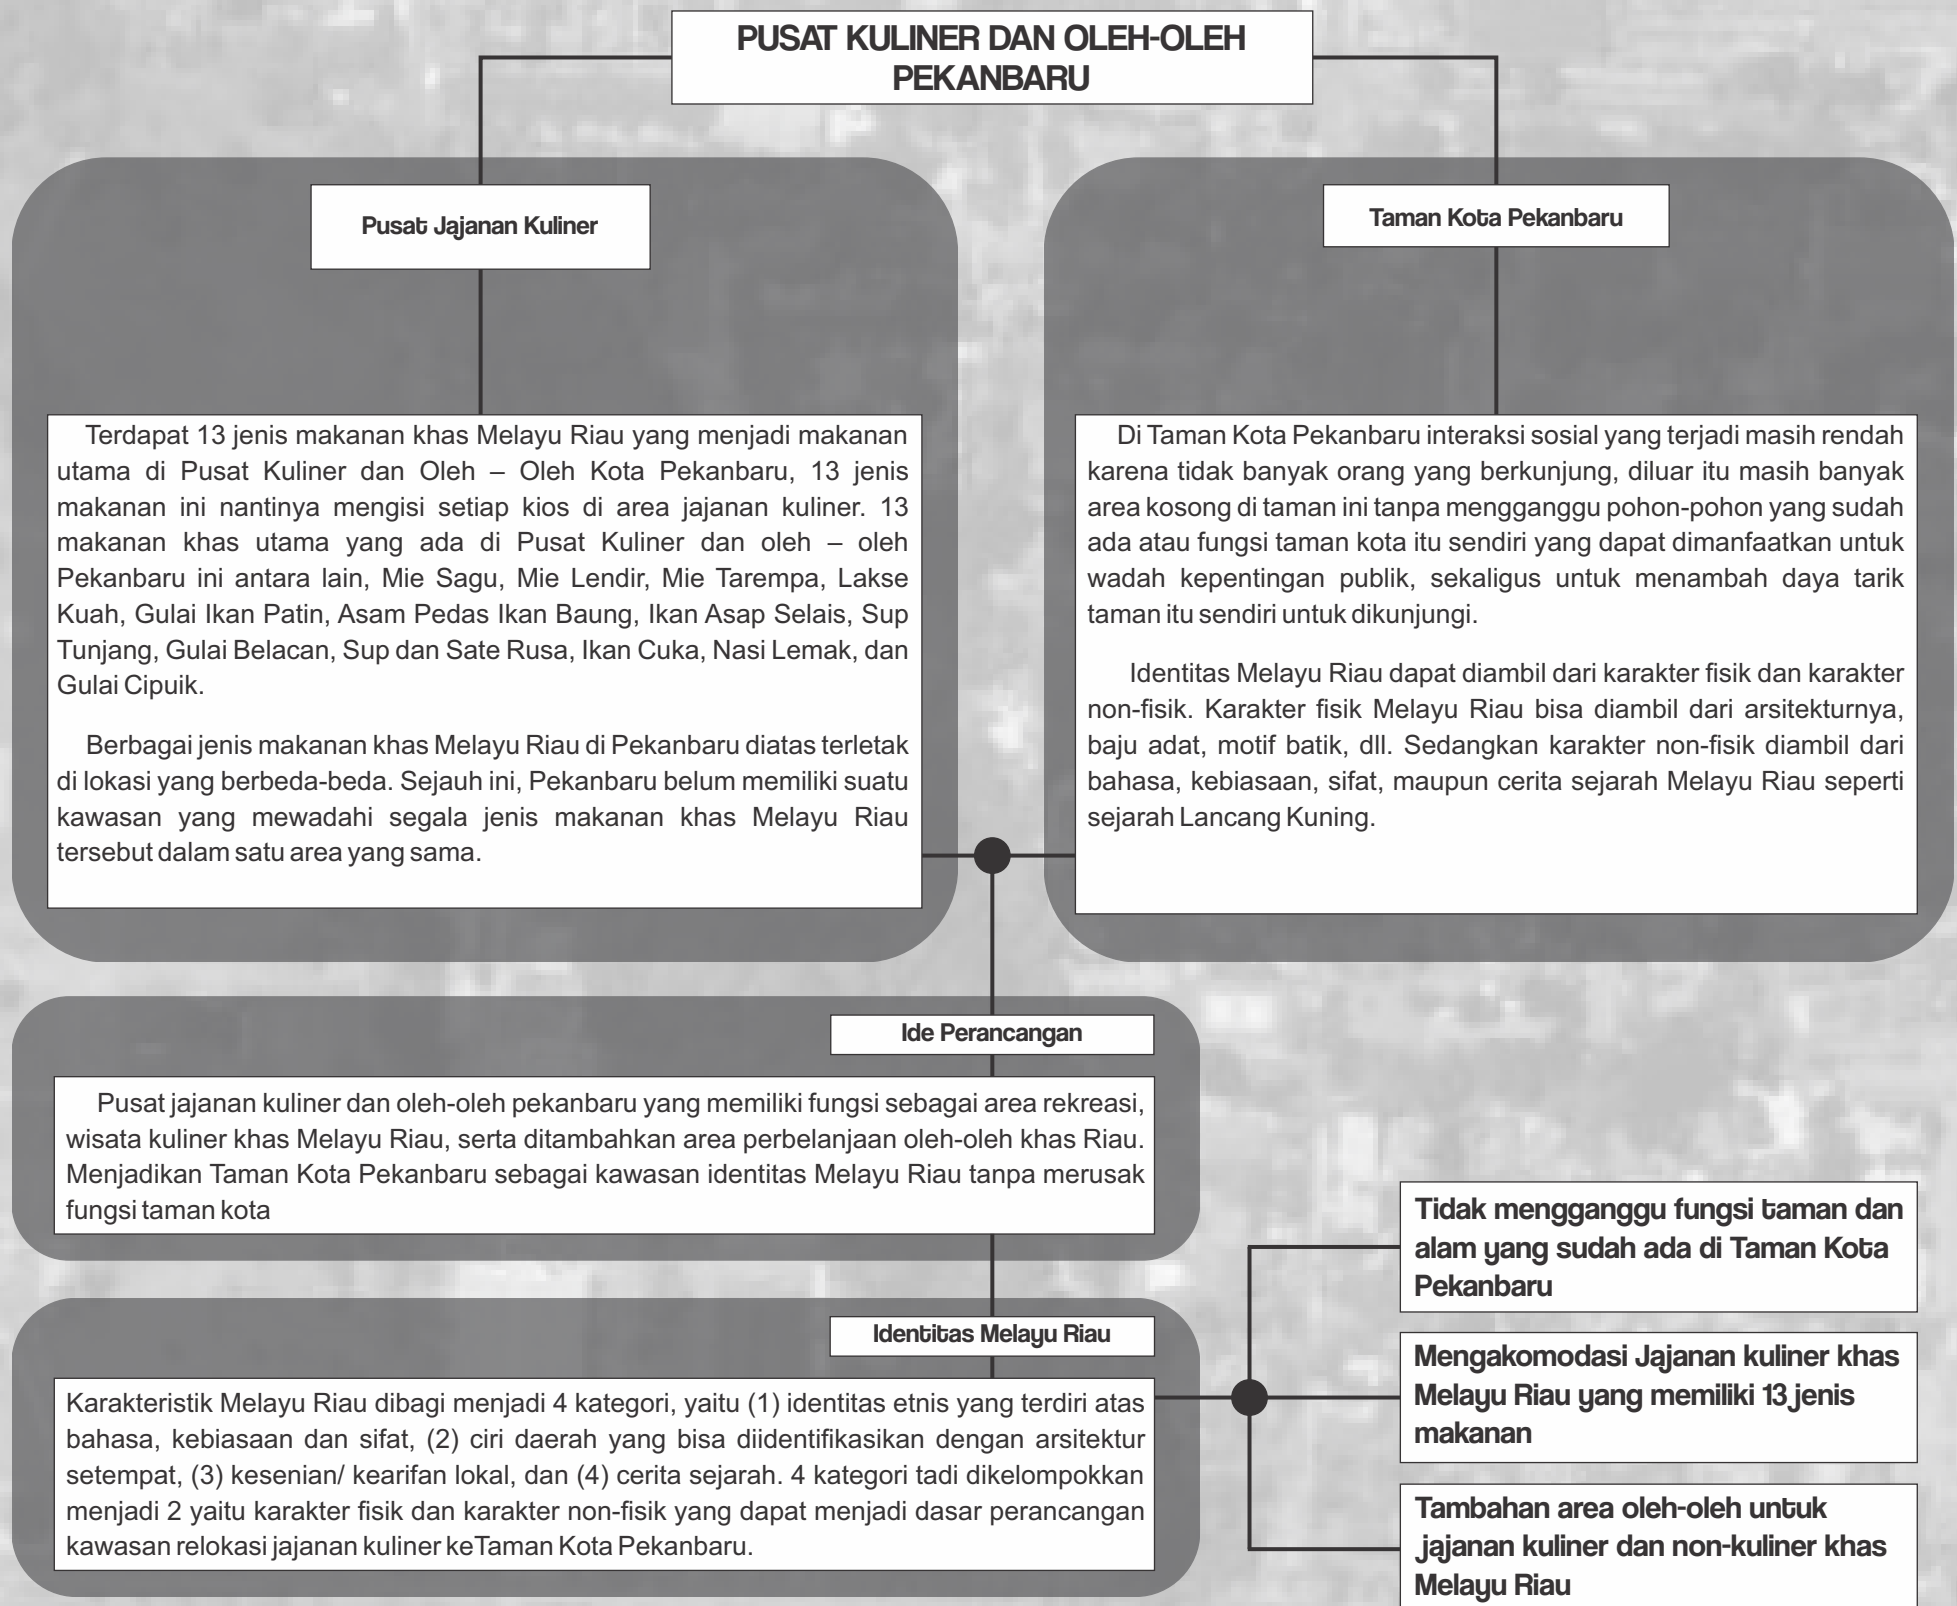 PUSAT KULINER DAN OLEH-OLEH
PEKANBARU
Pusat Jajanan Kuliner
Terdapat 13 jenis makanan khas Melayu Riau yang menjadi makanan
utama di Pusat Kuliner dan Oleh – Oleh Kota Pekanbaru, 13 jenis
makanan ini nantinya mengisi setiap kios di area jajanan kuliner. 13
makanan khas utama yang ada di Pusat Kuliner dan oleh – oleh
Pekanbaru ini antara lain, Mie Sagu, Mie Lendir, Mie Tarempa, Lakse
Kuah, Gulai Ikan Patin, Asam Pedas Ikan Baung, Ikan Asap Selais, Sup
Tunjang, Gulai Belacan, Sup dan Sate Rusa, Ikan Cuka, Nasi Lemak, dan
Gulai Cipuik.
Berbagai jenis makanan khas Melayu Riau di Pekanbaru diatas terletak
di lokasi yang berbeda-beda. Sejauh ini, Pekanbaru belum memiliki suatu
kawasan yang mewadahi segala jenis makanan khas Melayu Riau
tersebut dalam satu area yang sama.
Taman Kota Pekanbaru
Di Taman Kota Pekanbaru interaksi sosial yang terjadi masih rendah
karena tidak banyak orang yang berkunjung, diluar itu masih banyak
area kosong di taman ini tanpa mengganggu pohon-pohon yang sudah
ada atau fungsi taman kota itu sendiri yang dapat dimanfaatkan untuk
wadah kepentingan publik, sekaligus untuk menambah daya tarik
taman itu sendiri untuk dikunjungi.
Identitas Melayu Riau dapat diambil dari karakter fisik dan karakter
non-fisik. Karakter fisik Melayu Riau bisa diambil dari arsitekturnya,
baju adat, motif batik, dll. Sedangkan karakter non-fisik diambil dari
bahasa, kebiasaan, sifat, maupun cerita sejarah Melayu Riau seperti
sejarah Lancang Kuning.
Ide Perancangan
Pusat jajanan kuliner dan oleh-oleh pekanbaru yang memiliki fungsi sebagai area rekreasi,
wisata kuliner khas Melayu Riau, serta ditambahkan area perbelanjaan oleh-oleh khas Riau.
Menjadikan Taman Kota Pekanbaru sebagai kawasan identitas Melayu Riau tanpa merusak
fungsi taman kota
Identitas Melayu Riau
Karakteristik Melayu Riau dibagi menjadi 4 kategori, yaitu (1) identitas etnis yang terdiri atas
bahasa, kebiasaan dan sifat, (2) ciri daerah yang bisa diidentifikasikan dengan arsitektur
setempat, (3) kesenian/ kearifan lokal, dan (4) cerita sejarah. 4 kategori tadi dikelompokkan
menjadi 2 yaitu karakter fisik dan karakter non-fisik yang dapat menjadi dasar perancangan
kawasan relokasi jajanan kuliner keTaman Kota Pekanbaru.
Tidak mengganggu fungsi taman dan
alam yang sudah ada di Taman Kota
Pekanbaru
Mengakomodasi Jajanan kuliner khas
Melayu Riau yang memiliki 13 jenis
makanan
Tambahan area oleh-oleh untuk
jajanan kuliner dan non-kuliner khas
Melayu Riau